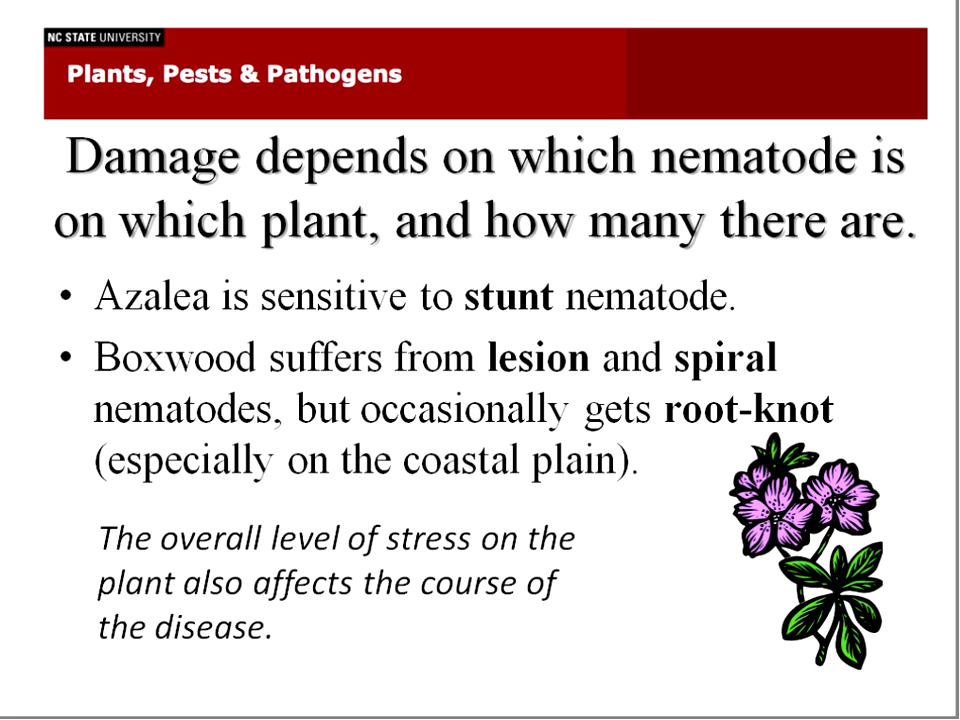 NC STATE UNIVERSITY
Plants, Pests & Pathogens
Damage depends on which nematode is
on which plant, and how many there are.
• Azalea is sensitive to stunt nematode.
• Boxwood suffers from lesion and spiral
nematodes, but occasionally gets root-knot
(especially on the coastal plain).
The overall level of stress on the
plant also affects the course of
the disease.